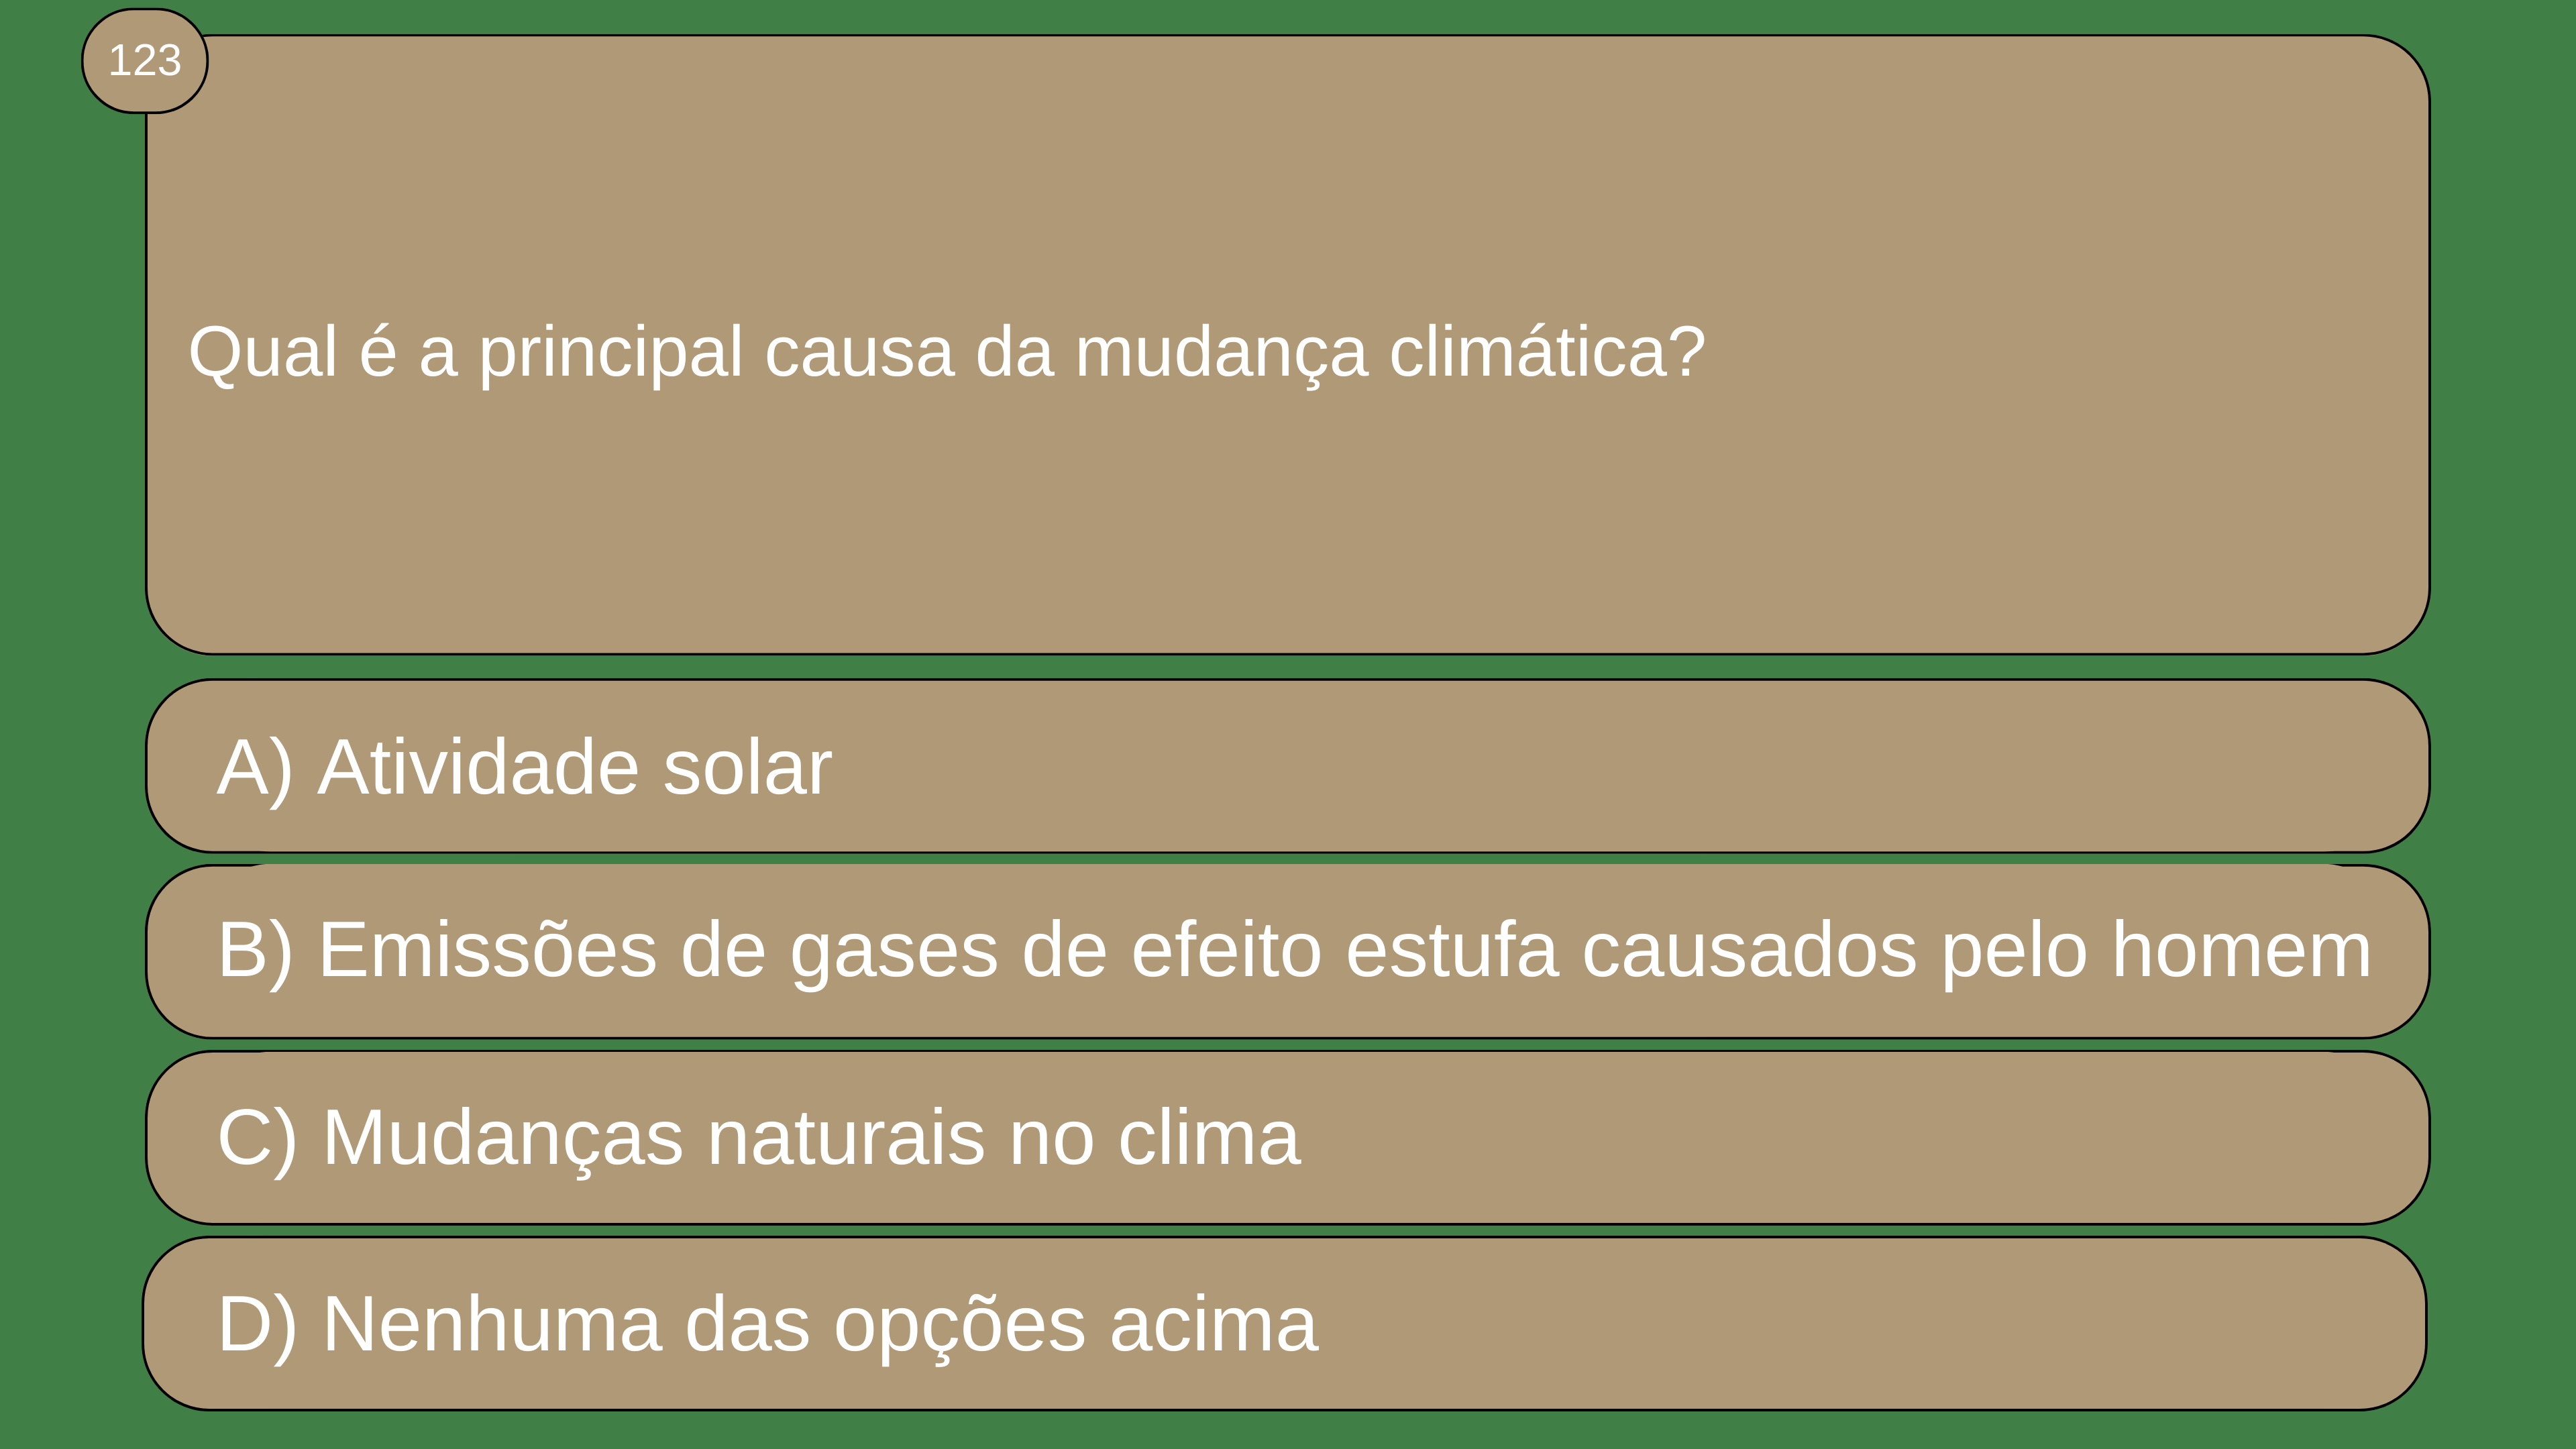 123
Qual é a principal causa da mudança climática?
A) Atividade solar
B) Emissões de gases de efeito estufa causados pelo homem
C) Mudanças naturais no clima
D) Nenhuma das opções acima